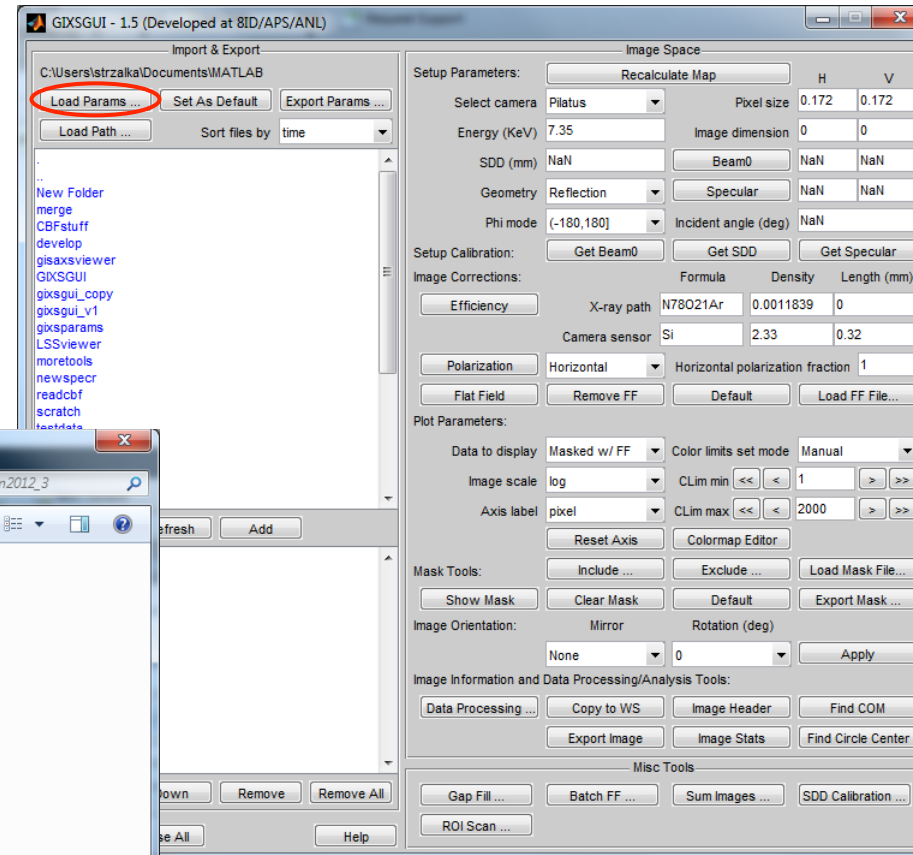 GIXSGUI - 1.5 (Developed at 8ID/APS/ANL)
Import & Export
C:\Users\strzalka\Documents\MATLAB
Load Params ... Set As Default Export Params ...
Load Path ... Sort files by time
.
..
New Folder
merge
CBFstuff
develop
gisaxsviewer
GIXSGUI
gixsgui_copy
gixsgui_v1
gixsparams
LSSviewer
moretools
newspecr
readcbf
scratch
testdata
n2012_3
efresh Add
own Remove Remove All
se All Help
Image Space
Setup Parameters: Recalculate Map H V
Select camera Pilatus Pixel size 0.172 0.172
Energy (KeV) 7.35 Image dimension 0 0
SDD (mm) NaN Beam0 NaN NaN
Geometry Reflection Specular NaN NaN
Phi mode (-180,180] Incident angle (deg) NaN
Setup Calibration: Get Beam0 Get SDD Get Specular
Image Corrections: Formula Density Length (mm)
Efficiency X-ray path N78O21Ar 0.0011839 0
Camera sensor Si 2.33 0.32
Polarization Horizontal Horizontal polarization fraction 1
Flat Field Remove FF Default Load FF File...
Plot Parameters:
Data to display Masked w/ FF Color limits set mode Manual
Image scale log CLim min << < 1 > >>
Axis label pixel CLim max << < 2000 > >>
Reset Axis Colormap Editor
Mask Tools: Include ... Exclude ... Load Mask File...
Show Mask Clear Mask Default Export Mask ...
Image Orientation: Mirror Rotation (deg)
None 0 Apply
Image Information and Data Processing/Analysis Tools:
Data Processing ... Copy to WS Image Header Find COM
Export Image Image Stats Find Circle Center
Misc Tools
Gap Fill ... Batch FF ... Sum Images ... SDD Calibration ...
ROI Scan ...